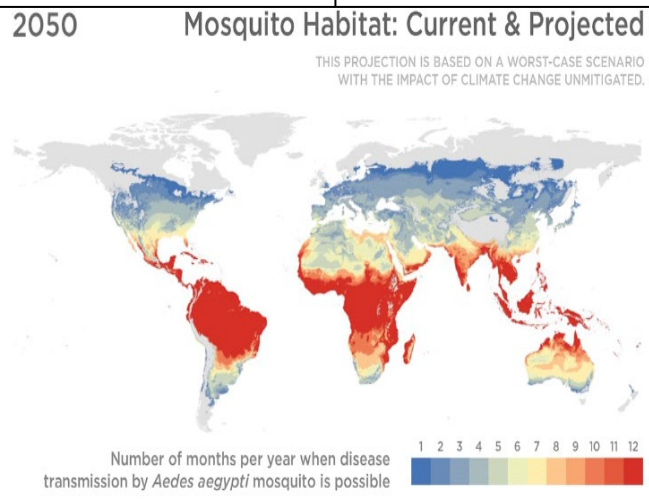 2050
Mosquito Habitat: Current & Projected
THIS PROJECTION IS BASED ON A WORST-CASE SCENARIO
WITH THE IMPACT OF CLIMATE CHANGE UNMITIGATED.
Number of months per year when disease
transmission by Aedes aegypti mosquito is possible
1 2 3 4 5 6 7 8 9 10 11 12